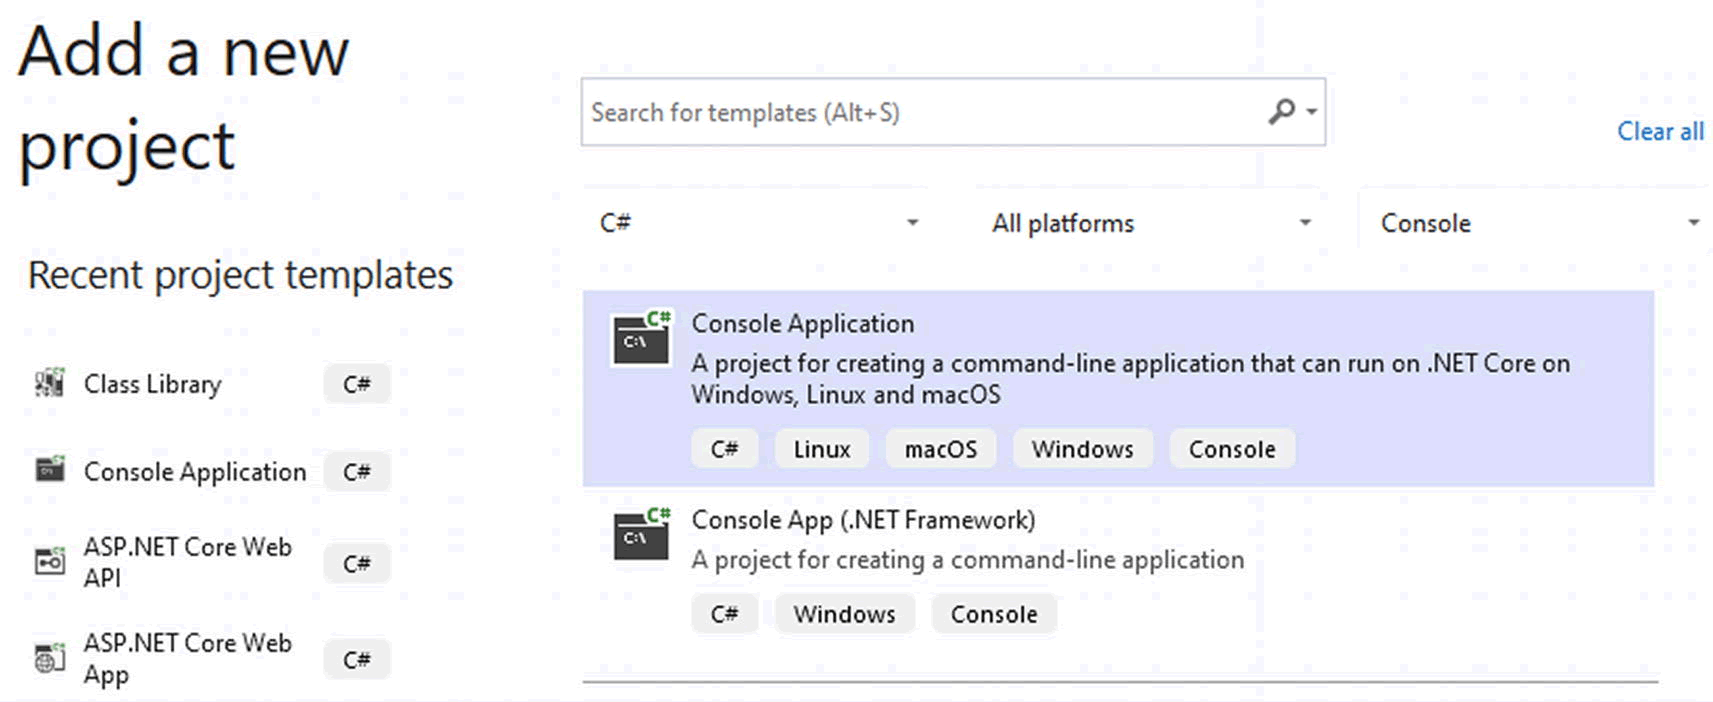 Add a new
project
Search for templates (Alt+S)
Clear all
C#
All platforms
Console
Recent project templates
Class Library
C#
Console Application
C#
ASP.NET Core Web
API
C#
ASP.NET Core Web
App
C#
C#
C:\
Console Application
A project for creating a command-line application that can run on .NET Core on
Windows, Linux and macOS
C#
Linux
macOS
Windows
Console
C#
C:\
Console App (.NET Framework)
A project for creating a command-line application
C#
Windows
Console